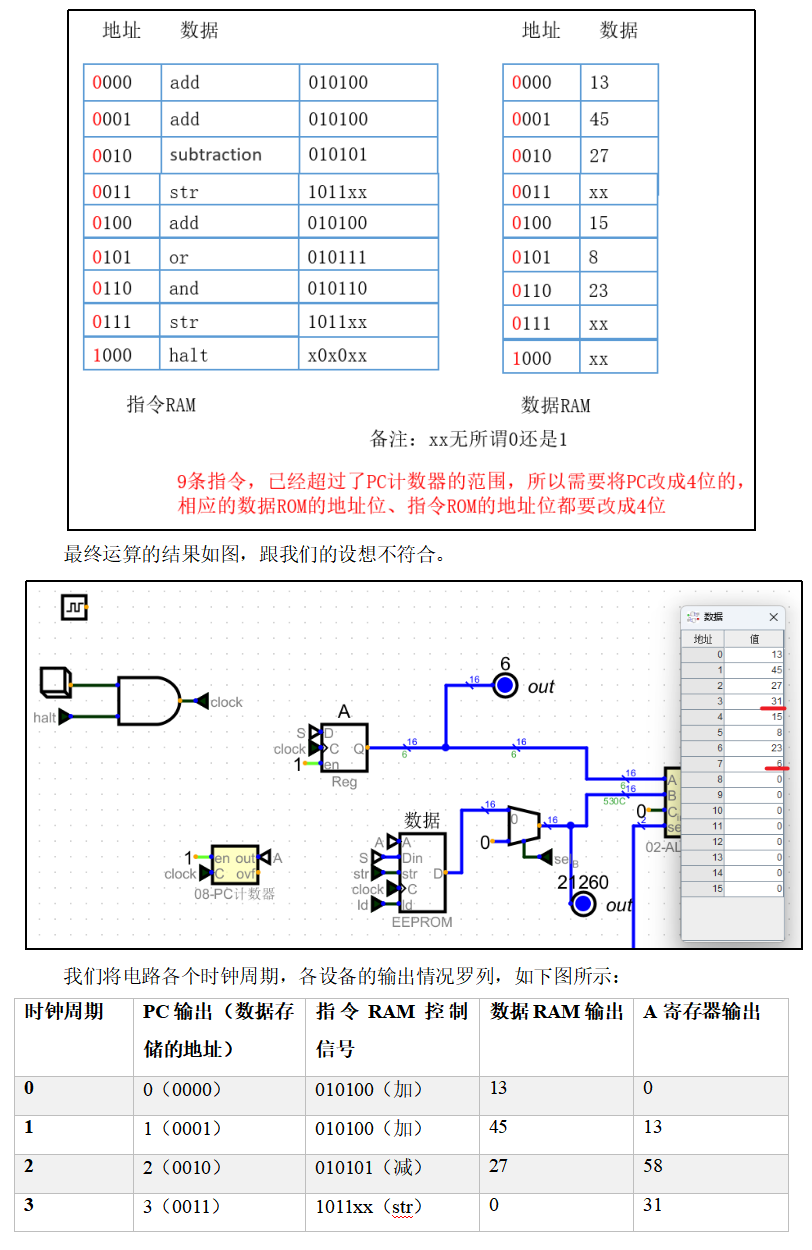 地址 数据 地址 数据
0000 add 010100 0000 13
0001 add 010100 0001 45
0010 subtraction 010101 0010 27
0011 str 1011xx 0011 xx
0100 add 010100 0100 15
0101 or 010111 0101 8
0110 and 010110 0110 23
0111 str 1011xx 0111 xx
1000 halt x0x0xx 1000 xx
指令RAM 数据RAM
备注：xx无所谓0还是1
9条指令，已经超过了PC计数器的范围，所以需要将PC改成4位的，
相应的数据ROM的地址位、指令ROM的地址位都要改成4位
最终运算的结果如图，跟我们的设想不符合。
halt
clock
A
S D
clock C Q
1 en
Reg
16
6
16
6
16
6 out
1 en out A
clock C ovf
08-PC计数器
数据
A A
S Din
str str D
clock C
ld ld
EEPROM
16
0
0
16
sel B
21260
out
16
6
16
530C
0
2
A
B
C
se
02-AL
数据
地址 值
0 13
1 45
2 27
3 31
4 15
5 8
6 23
7 6
8 0
9 0
10 0
11 0
12 0
13 0
14 0
15 0
我们将电路各个时钟周期，各设备的输出情况罗列，如下图所示：
时钟周期 PC 输出（数据存 指令 RAM 控制 数据 RAM 输出 A 寄存器输出
储的地址） 信号
0 0（0000） 010100（加） 13 0
1 1（0001） 010100（加） 45 13
2 2（0010） 010101（减） 27 58
3 3（0011） 1011xx（str） 0 31